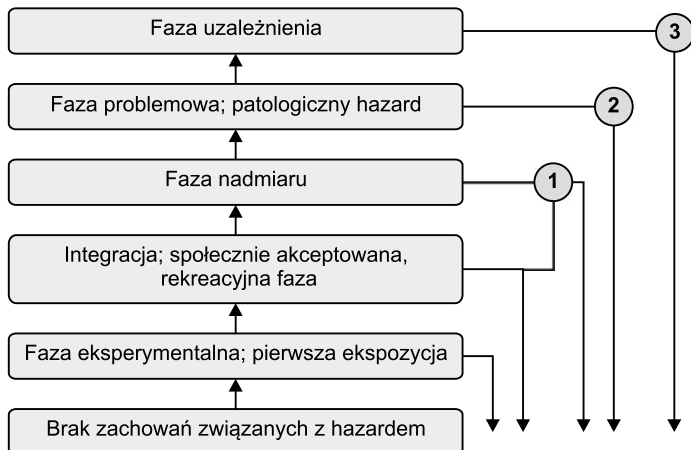 Faza uzależnienia
3
Faza problemowa; patologiczny hazard
2
Faza nadmiaru
1
Integracja; społecznie akceptowana,
rekreacyjna faza
Faza eksperymentalna; pierwsza ekspozycja
Brak zachowań związanych z hazardem